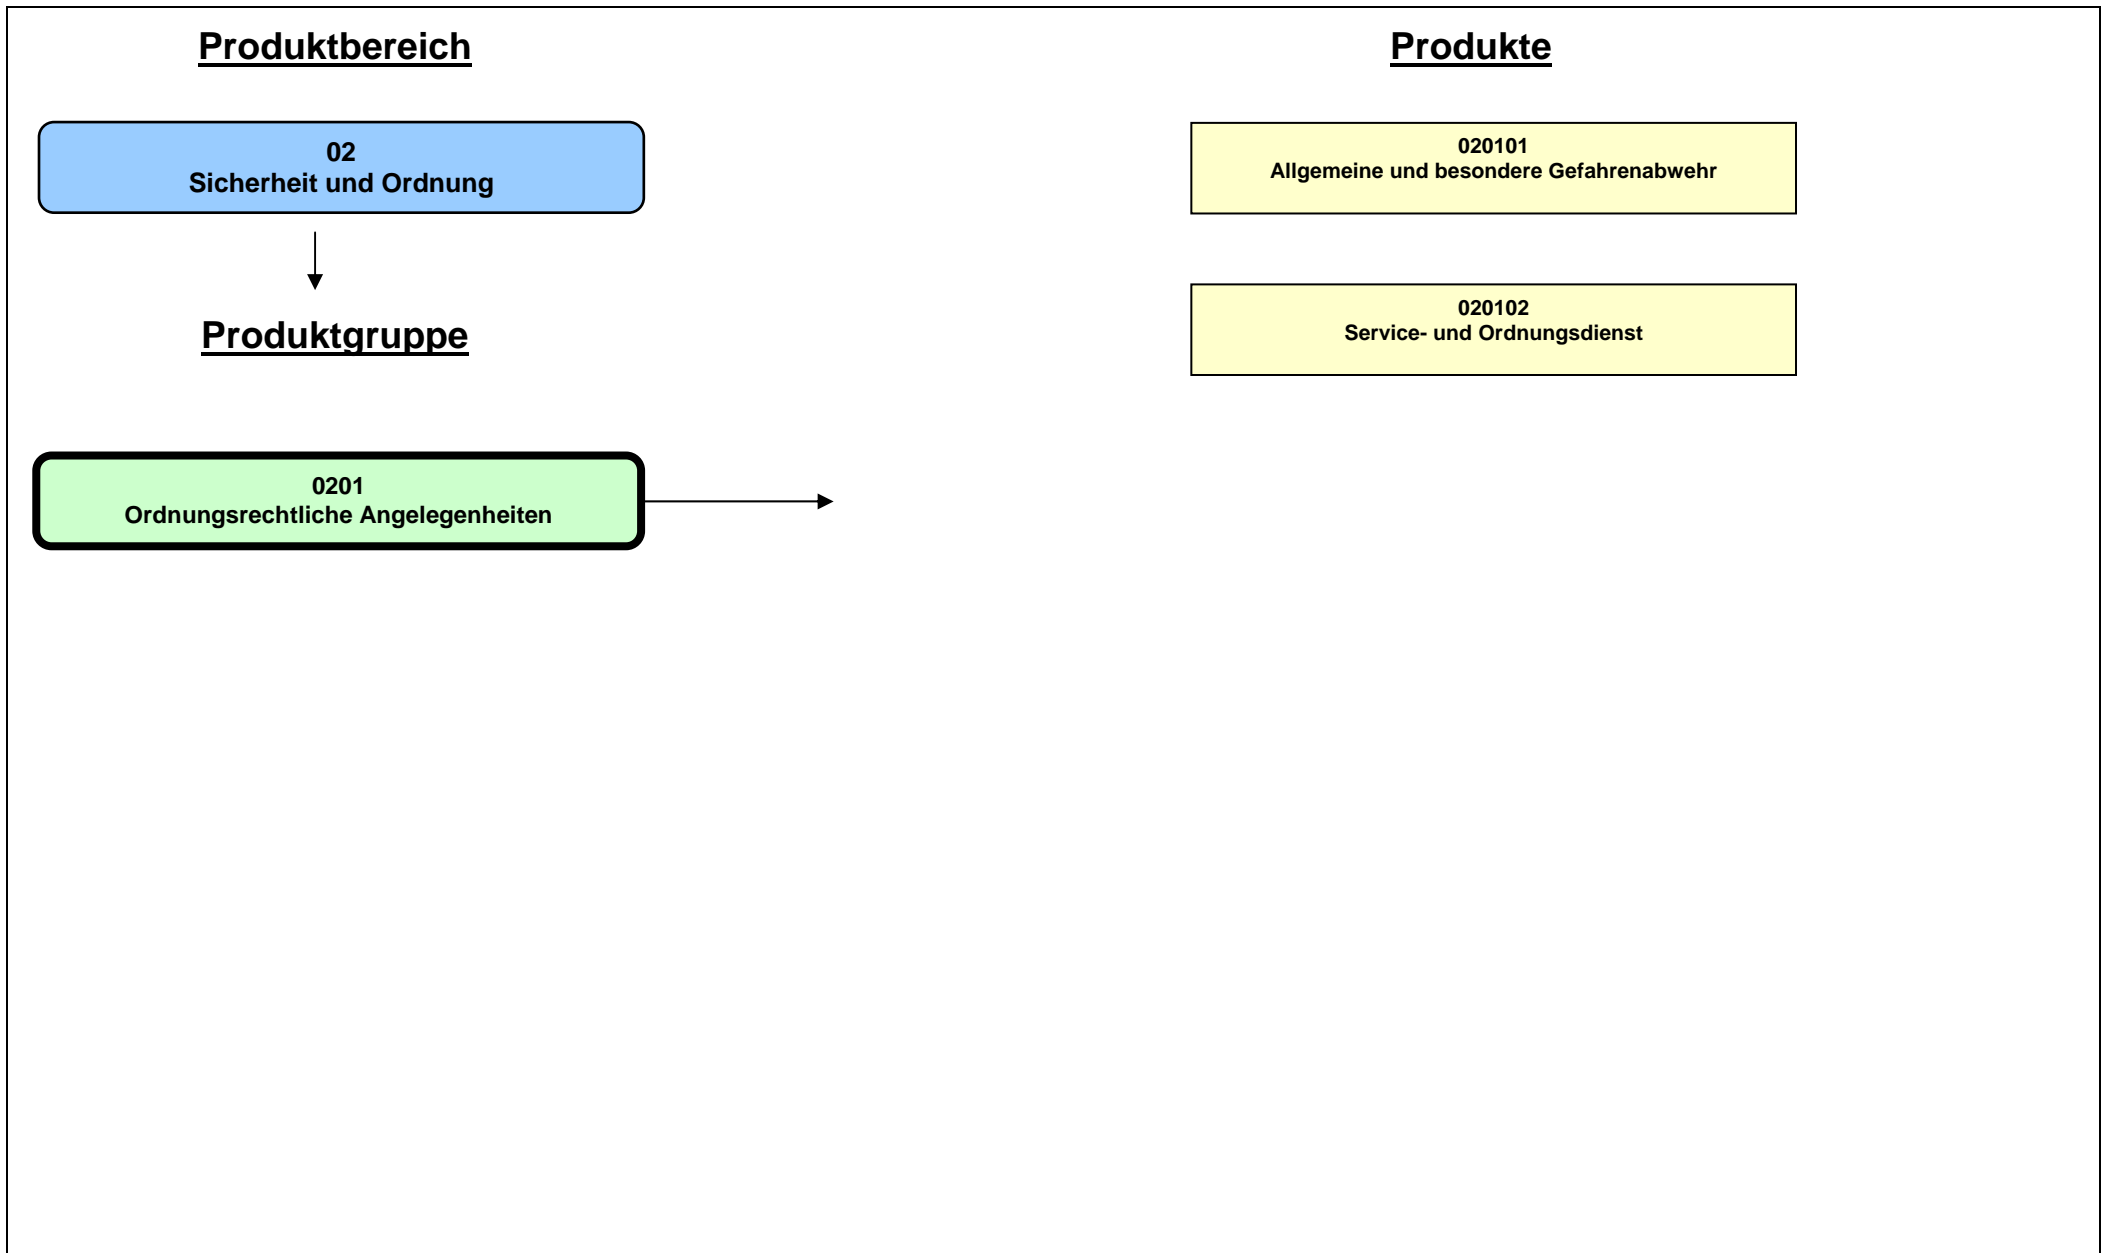 Produktbereich
02
Sicherheit und Ordnung
Produktgruppe
0201
Ordnungsrechtliche Angelegenheiten
Produkte
020101
Allgemeine und besondere Gefahrenabwehr
020102
Service- und Ordnungsdienst